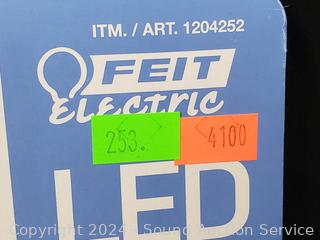 ITM. / ART. 1204252
FEIT
Electric
253. 4100
LED
Copyright 2024 Sound Auction Service